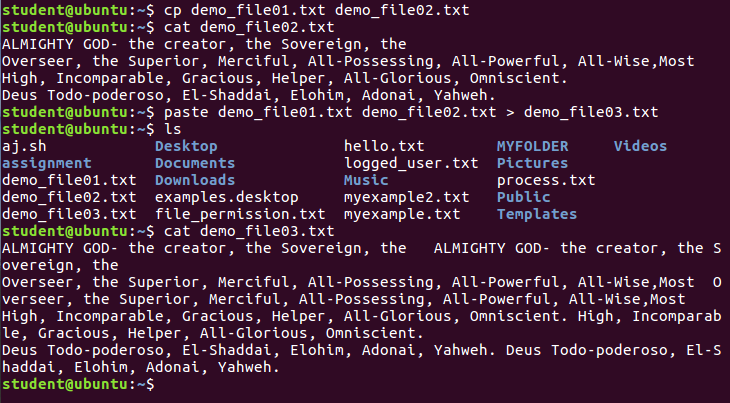 student@ubuntu:~$ cp demo_file01.txt demo_file02.txt
student@ubuntu:~$ cat demo_file02.txt
ALMIGHTY GOD- the creator, the Sovereign, the
Overseer, the Superior, Merciful, All-Possessing, All-Powerful, All-Wise,Most
High, Incomparable, Gracious, Helper, All-Glorious, Omniscient.
Deus Todo-poderoso, El-Shaddai, Elohim, Adonai, Yahweh.
student@ubuntu:~$ paste demo_file01.txt demo_file02.txt > demo_file03.txt
student@ubuntu:~$ ls
aj.sh Desktop hello.txt MYFOLDER Videos
assignment Documents logged_user.txt Pictures
demo_file01.txt Downloads Music process.txt
demo_file02.txt examples.desktop myexample2.txt Public
demo_file03.txt file_permission.txt myexample.txt Templates
student@ubuntu:~$ cat demo_file03.txt
ALMIGHTY GOD- the creator, the Sovereign, the ALMIGHTY GOD- the creator, the S
overeign, the
Overseer, the Superior, Merciful, All-Possessing, All-Powerful, All-Wise,Most O
verseer, the Superior, Merciful, All-Possessing, All-Powerful, All-Wise,Most
High, Incomparable, Gracious, Helper, All-Glorious, Omniscient. High, Incomparab
le, Gracious, Helper, All-Glorious, Omniscient.
Deus Todo-poderoso, El-Shaddai, Elohim, Adonai, Yahweh. Deus Todo-poderoso, El-S
haddai, Elohim, Adonai, Yahweh.
student@ubuntu:~$